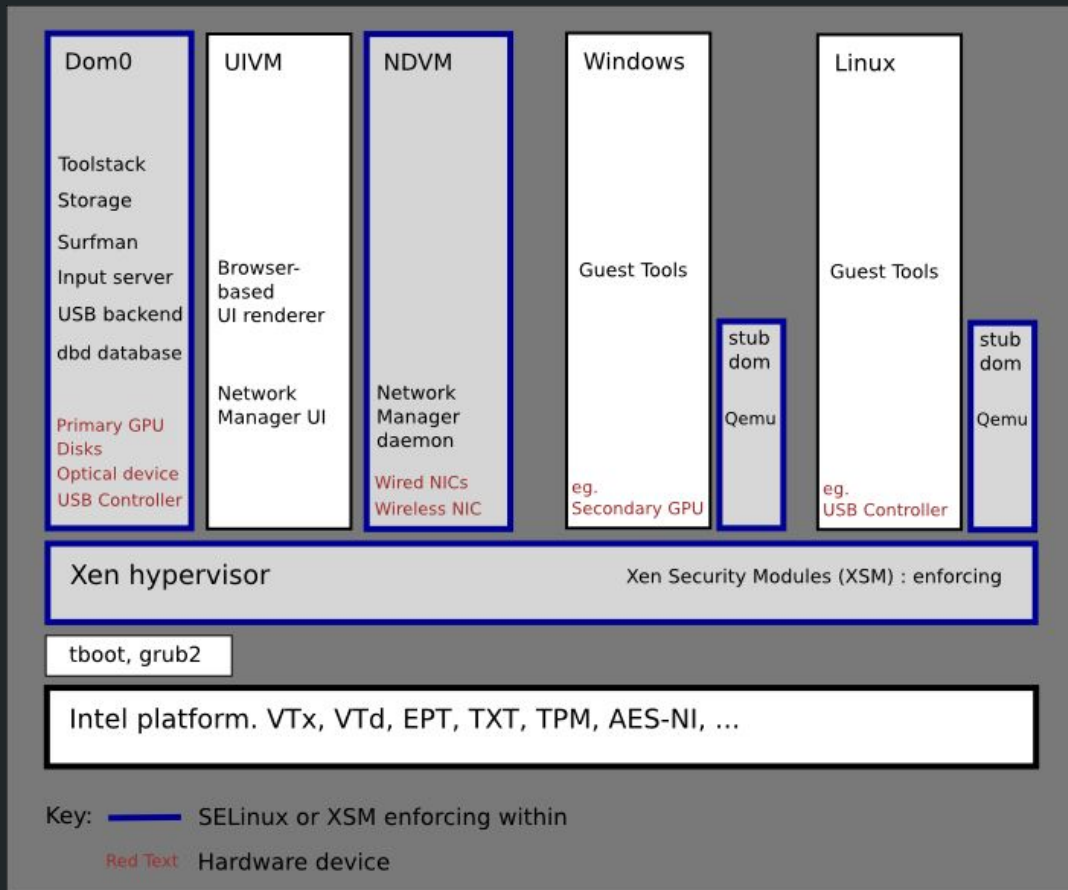 Dom0
UIVM
NDVM
Windows
Linux
Toolstack
Storage
Surfman
Input server
USB backend
dbd database
Primary GPU
Disks
Optical device
USB Controller
Browser-
based
UI renderer
Network
Manager UI
Network
Manager
daemon
Wired NICs
Wireless NIC
Guest Tools
eg.
Secondary GPU
stub
dom
Qemu
Guest Tools
eg.
USB Controller
stub
dom
Qemu
Xen hypervisor
Xen Security Modules (XSM) : enforcing
tboot, grub2
Intel platform. VTx, VTd, EPT, TXT, TPM, AES-NI, ...
Key:
SELinux or XSM enforcing within
Red Text
Hardware device